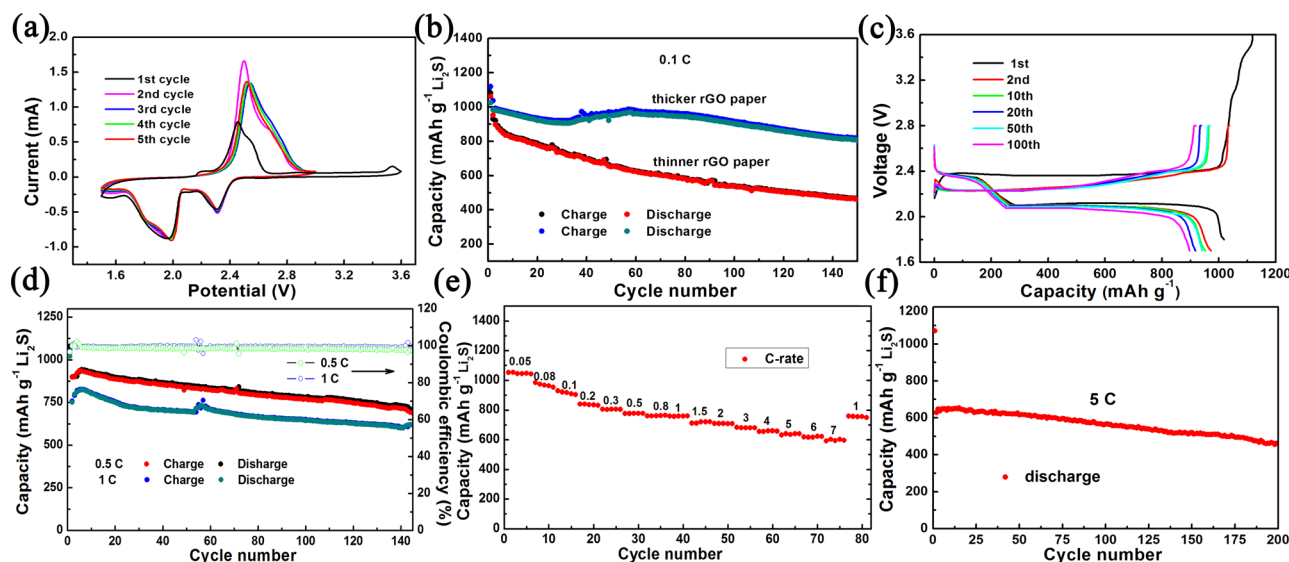 (a)
2.0
1.5
1.0
0.5
0.0
-0.5
-1.0
Current (mA)
1st cycle
2nd cycle
3rd cycle
4th cycle
5th cycle
1.6 2.0 2.4 2.8 3.2 3.6
Potential (V)
(b)
1400
1200
1000
800
600
400
200
0
Capacity (mAh g-1 Li2S)
0.1 C
thicker rGO paper
thinner rGO paper
Charge Discharge
Charge Discharge
0 20 40 60 80 100 120 140
Cycle number
(c)
3.6
3.2
2.8
2.4
2.0
1.6
Voltage (V)
1st
2nd
10th
20th
50th
100th
0 200 400 600 800 1000 1200
Capacity (mAh g-1)
(d)
1250
1000
750
500
250
0
Capacity (mAh g-1 Li2S)
120
100
80
60
40
20
0
Coulombic efficiency (%)
0.5 C
1 C
0.5 C Charge Disharge
1 C Charge Discharge
0 20 40 60 80 100 120 140
Cycle number
(e)
1400
1200
1000
800
600
400
200
0
Capacity (mAh g-1 Li2S)
C-rate
0.05 0.08 0.1 0.2 0.3 0.5 0.8 1 1.5 2 3 4 5 6 7 1
0 10 20 30 40 50 60 70 80
Cycle number
(f)
1400
1200
1000
800
600
400
200
0
Capacity (mAh g-1 Li2S)
5 C
discharge
0 25 50 75 100 125 150 175 200
Cycle number